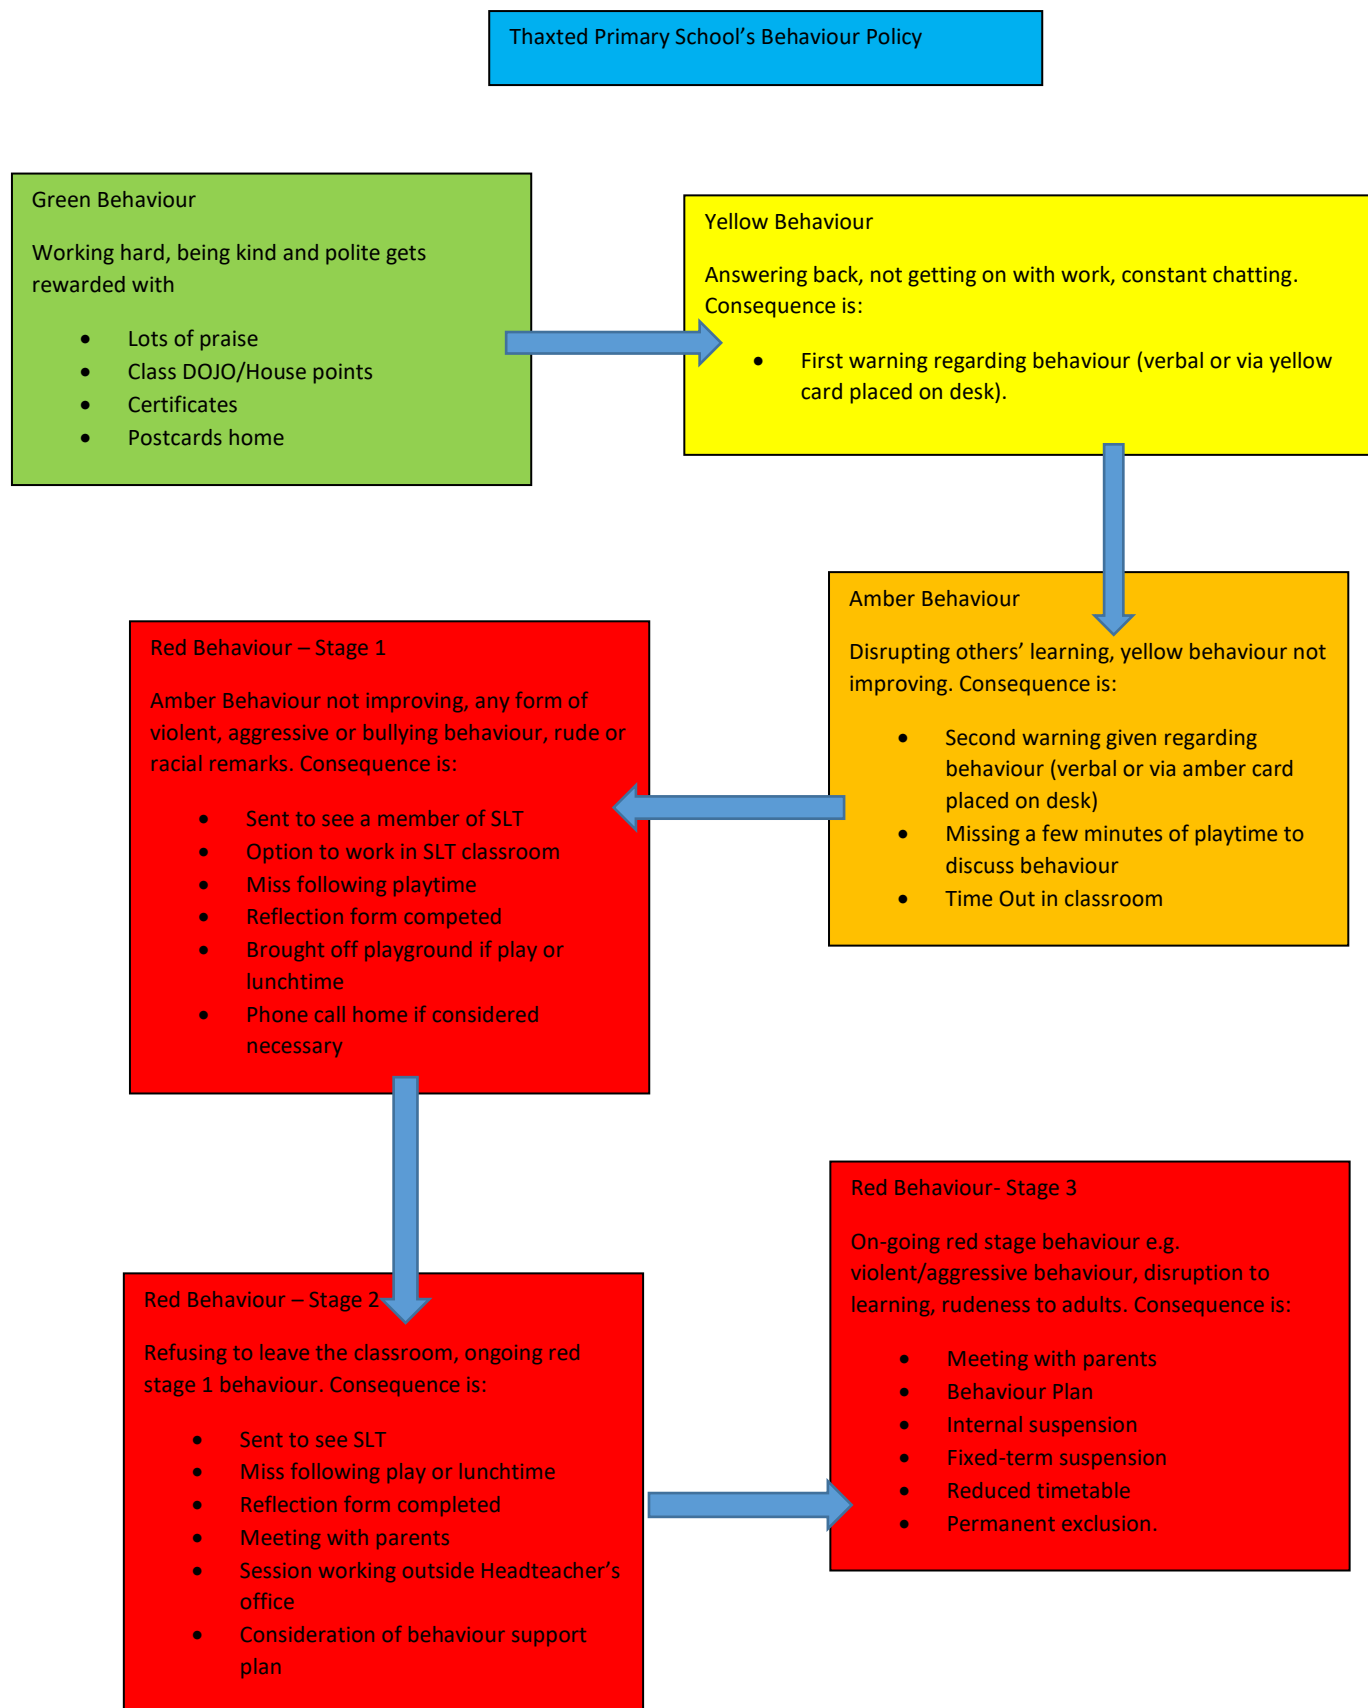 Thaxted Primary School’s Behaviour Policy
Green Behaviour
Working hard, being kind and polite gets
rewarded with
• Lots of praise
• Class DOJO/House points
• Certificates
• Postcards home
Yellow Behaviour
Answering back, not getting on with work, constant chatting.
Consequence is:
• First warning regarding behaviour (verbal or via yellow
card placed on desk).
Amber Behaviour
Disrupting others’ learning, yellow behaviour not
improving. Consequence is:
• Second warning given regarding
behaviour (verbal or via amber card
placed on desk)
• Missing a few minutes of playtime to
discuss behaviour
• Time Out in classroom
Red Behaviour – Stage 1
Amber Behaviour not improving, any form of
violent, aggressive or bullying behaviour, rude or
racial remarks. Consequence is:
• Sent to see a member of SLT
• Option to work in SLT classroom
• Miss following playtime
• Reflection form competed
• Brought off playground if play or
lunchtime
• Phone call home if considered
necessary
Red Behaviour – Stage 2
Refusing to leave the classroom, ongoing red
stage 1 behaviour. Consequence is:
• Sent to see SLT
• Miss following play or lunchtime
• Reflection form completed
• Meeting with parents
• Session working outside Headteacher’s
office
• Consideration of behaviour support
plan
Red Behaviour- Stage 3
On-going red stage behaviour e.g.
violent/aggressive behaviour, disruption to
learning, rudeness to adults. Consequence is:
• Meeting with parents
• Behaviour Plan
• Internal suspension
• Fixed-term suspension
• Reduced timetable
• Permanent exclusion.